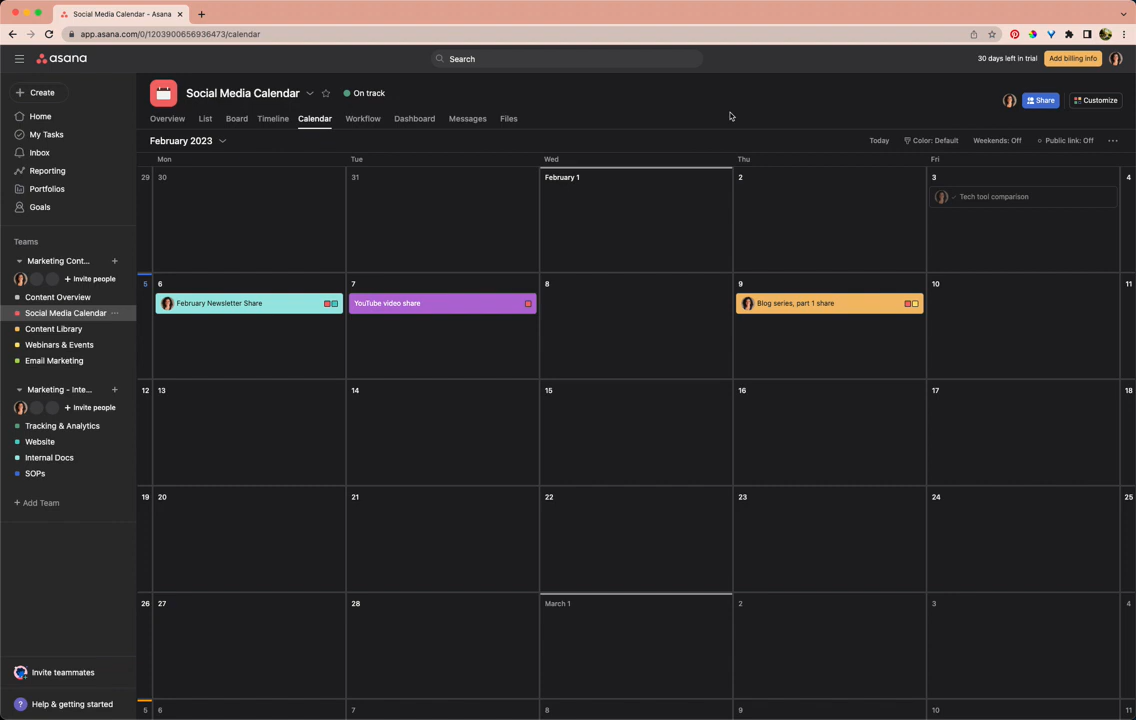 Social Media Calendar - Asana
app.asana.com/0/1203900656936473/calendar
asana
Search
30 days left in trial
Add billing info
Create
Home
My Tasks
Inbox
Reporting
Portfolios
Goals
Teams
Marketing Cont...
Invite people
Content Overview
Social Media Calendar
Content Library
Webinars & Events
Email Marketing
Marketing - Inte...
Invite people
Tracking & Analytics
Website
Internal Docs
SOPs
Add Team
Invite teammates
? Help & getting started
Social Media Calendar
On track
Share
Customize
Overview List Board Timeline Calendar Workflow Dashboard Messages Files
February 2023
Today Color: Default Weekends: Off Public link: Off
Mon Tue Wed Thu Fri
29 30 31 February 1 2 3 4
Tech tool comparison
5 6 7 8 9 10 11
February Newsletter Share YouTube video share Blog series, part 1 share
12 13 14 15 16 17 18
19 20 21 22 23 24 25
26 27 28 March 1 2 3 4
5 6 7 8 9 10 11